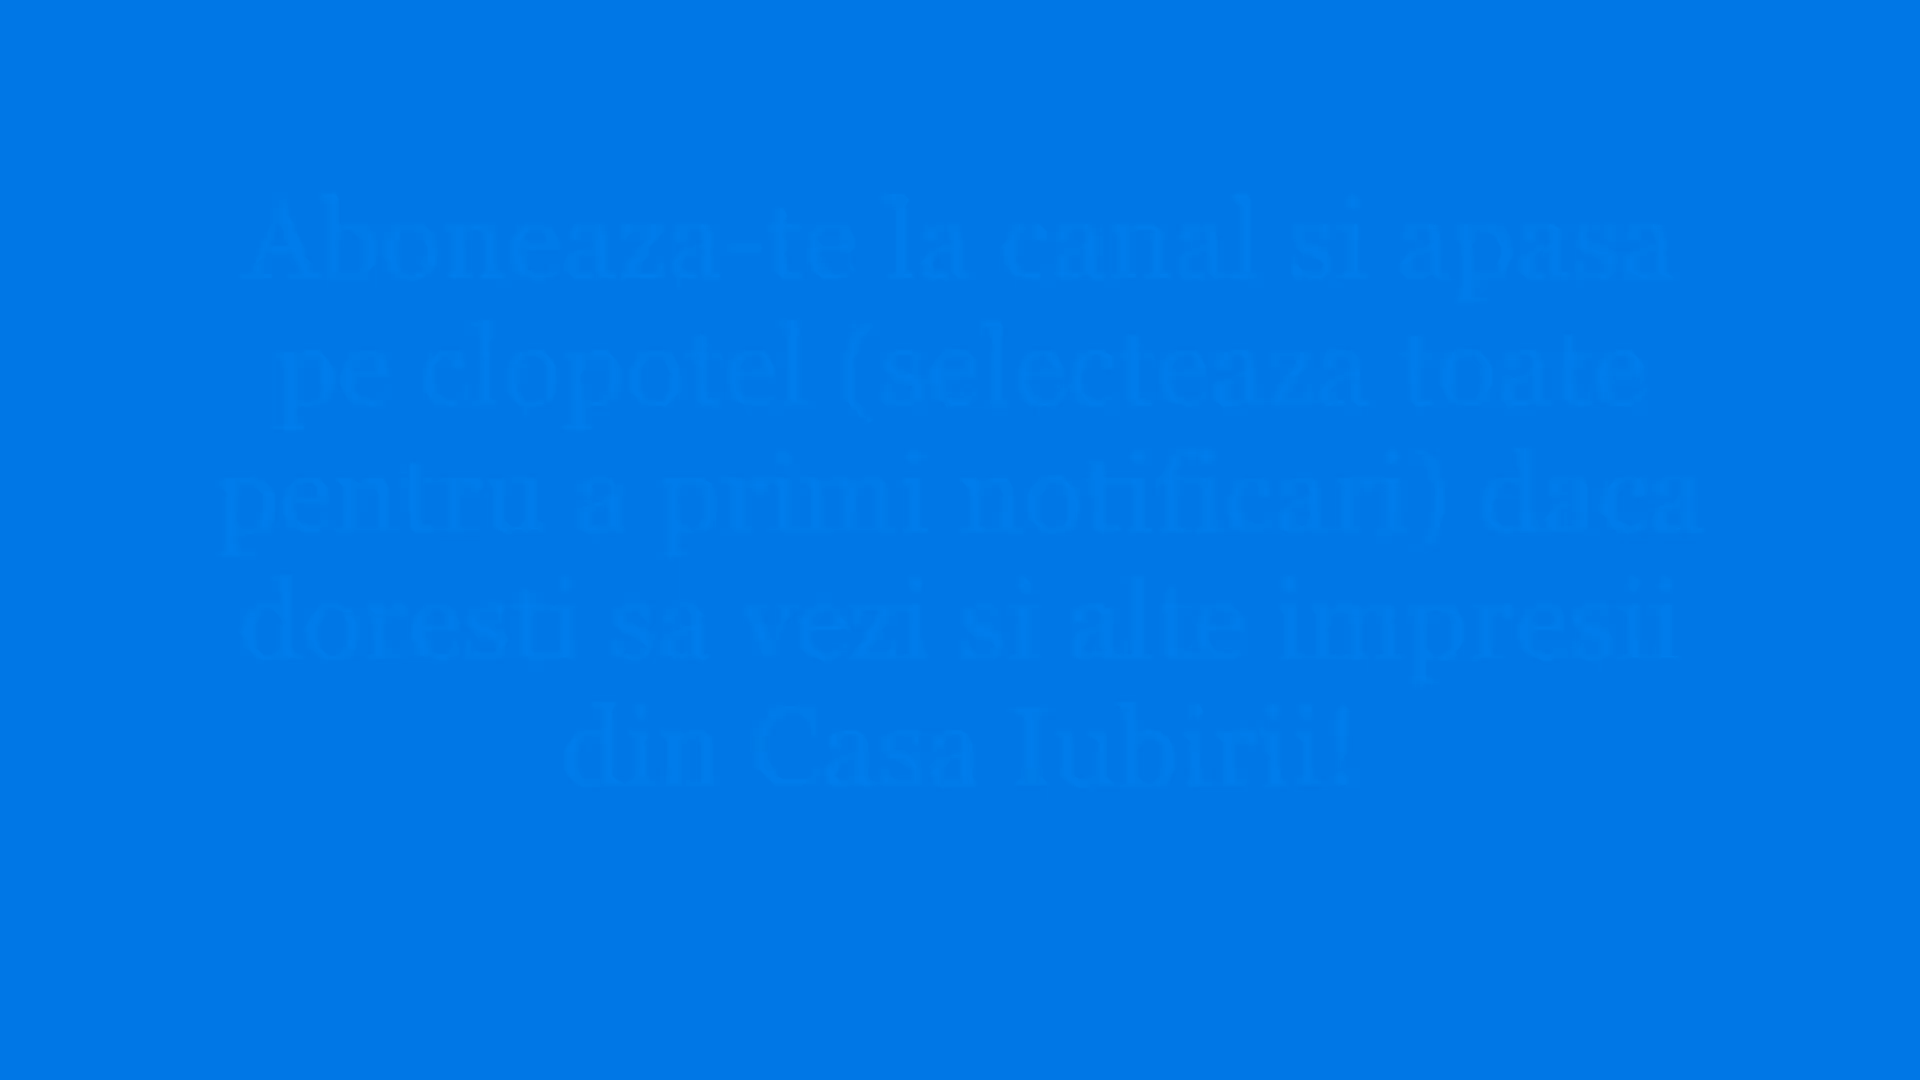 Aboneaza-te la canal si apasa
pe clopotel (selecteaza toate
pentru a primi notificari) daca
doresti sa vezi si alte impresii
din Casa Iubirii!